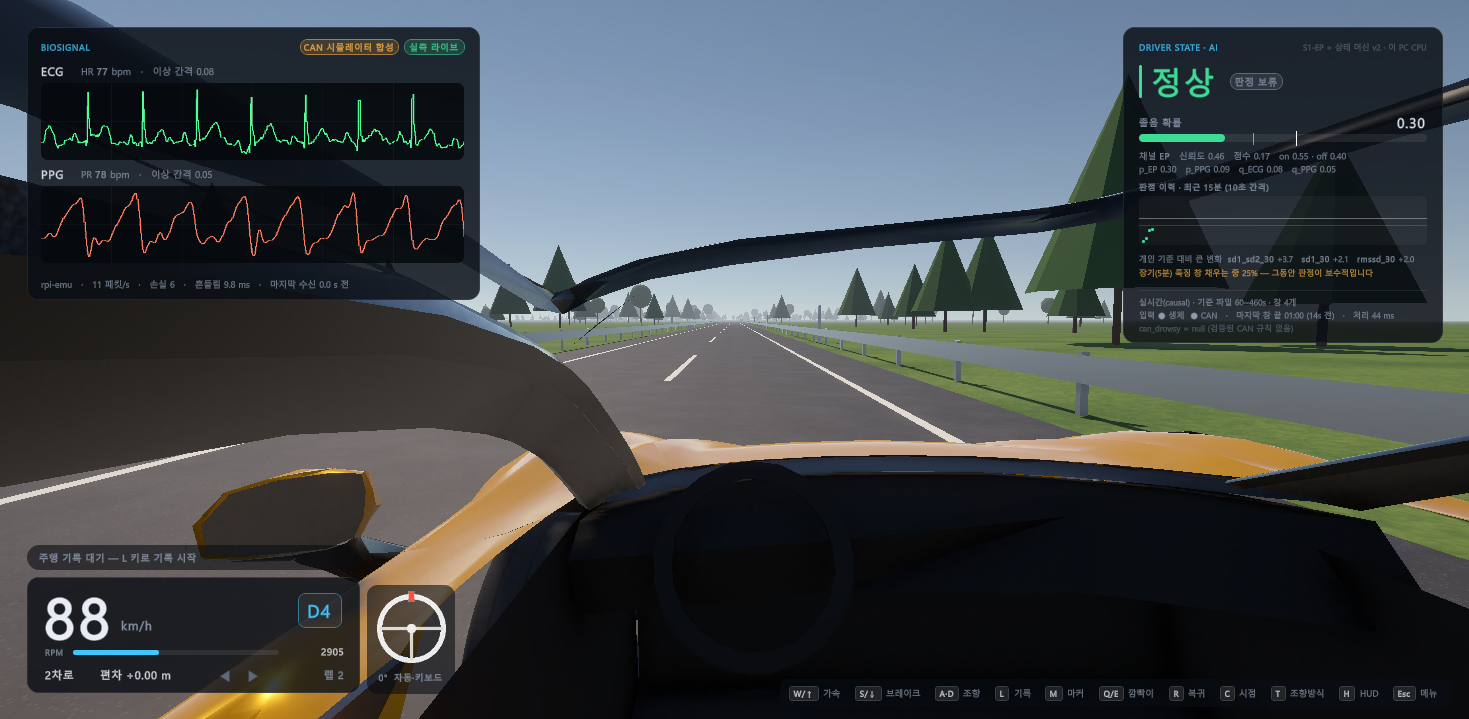 BIOSIGNAL CAN 시뮬레이터 합성 실측 라이브
ECG HR 77 bpm · 이상 간격 0.08
PPG PR 78 bpm · 이상 간격 0.05
rpi-emu · 11 패킷/s · 손실 6 · 흔들림 9.8 ms · 마지막 수신 0.0 s 전
DRIVER STATE · AI S1-EP = 상태 머신 v2 · 이 PC CPU
정상 판정 보류
졸음 확률 0.30
채널 EP 신뢰도 0.46 점수 0.17 on 0.55 · off 0.40
p_EP 0.30 p_PPG 0.09 q_ECG 0.08 q_PPG 0.05
판정 이력 · 최근 15분 (10초 간격)
개인 기준 대비 큰 변화 sd1_sd2_30 +3.7 sd1_30 +2.1 rmssd_30 +2.0
장기(5분) 특징 창 채우는 중 25% — 그동안 판정이 보수적입니다
실시간(causal) · 기준 파일 60~460s · 창 4개
입력 ● 생체 ● CAN · 마지막 창 끝 01:00 (14s 전) · 처리 44 ms
can_drowsy = null (검증된 CAN 규칙 없음)
주행 기록 대기 — L 키로 기록 시작
88 km/h D4
RPM 2905
2차로 편차 +0.00 m ◀ ▶ 랩 2
0° 자동·키보드
W/↑ 가속 S/↓ 브레이크 A·D 조향 L 기록 M 마커 Q/E 깜빡이 R 복귀 C 시점 T 조향방식 H HUD Esc 메뉴